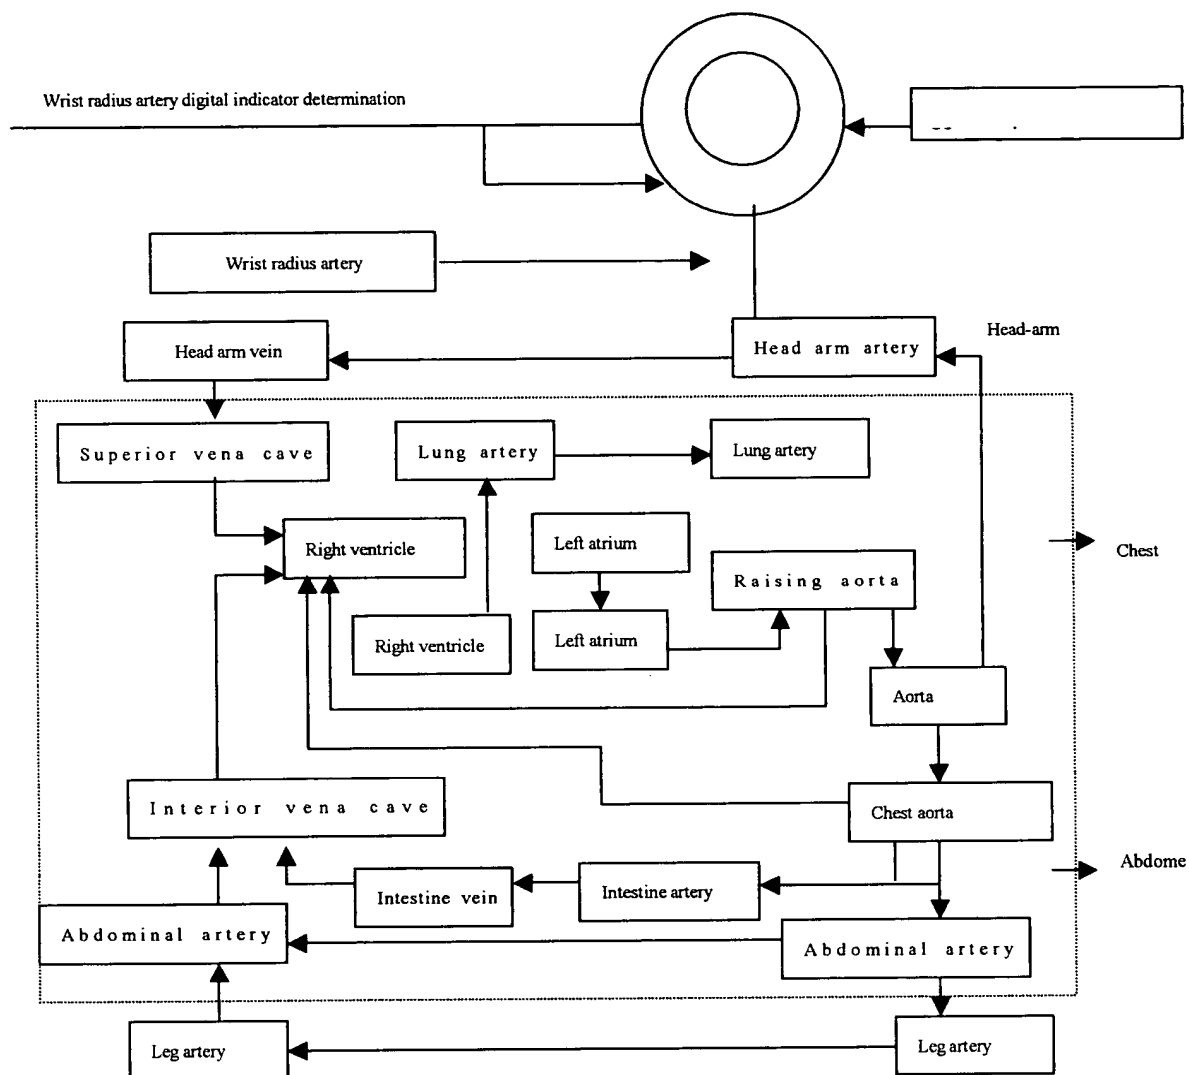 Wrist radius artery digital indicator determination
Wrist radius artery
Head-arm
Head arm vein
Head arm artery
Superior vena cave
Lung artery
Lung artery
Right ventricle
Left atrium
Chest
Raising aorta
Right ventricle
Left atrium
Aorta
Interior vena cave
Chest aorta
Abdome
Intestine vein
Intestine artery
Abdominal artery
Abdominal artery
Leg artery
Leg artery